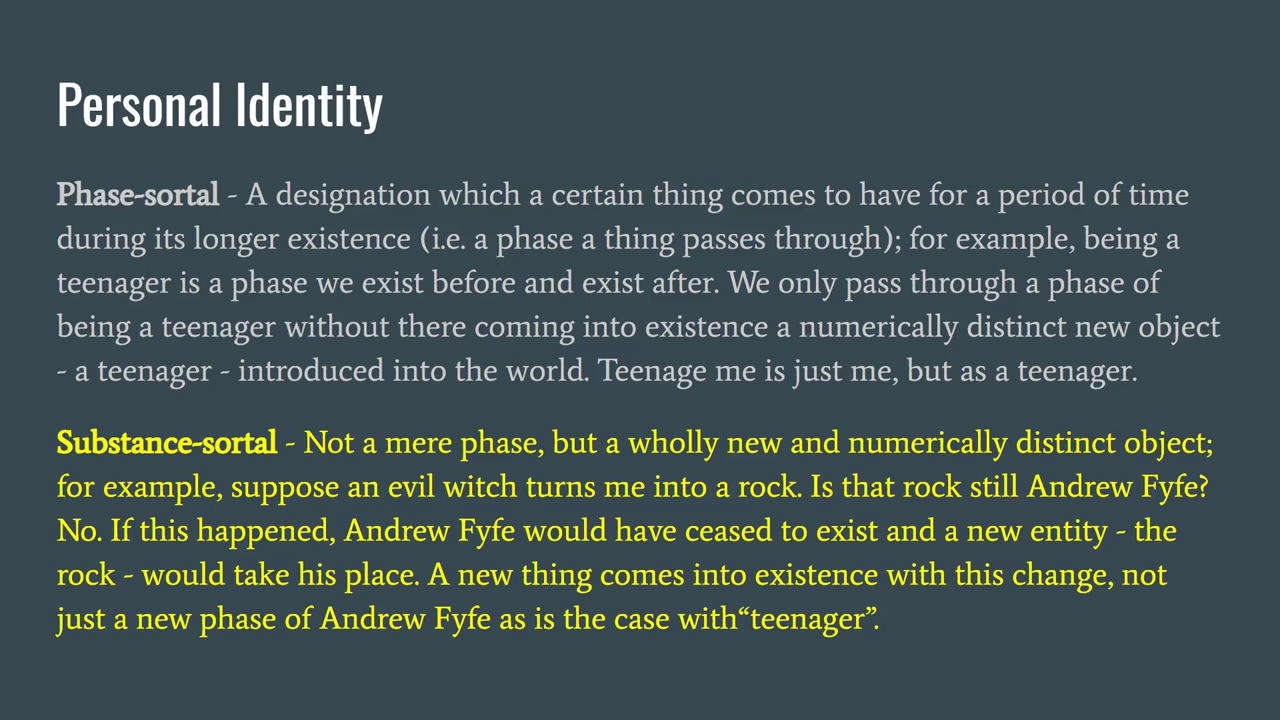 Personal Identity
Phase-sortal - A designation which a certain thing comes to have for a period of time
during its longer existence (i.e. a phase a thing passes through); for example, being a
teenager is a phase we exist before and exist after. We only pass through a phase of
being a teenager without there coming into existence a numerically distinct new object
- a teenager - introduced into the world. Teenage me is just me, but as a teenager.
Substance-sortal - Not a mere phase, but a wholly new and numerically distinct object;
for example, suppose an evil witch turns me into a rock. Is that rock still Andrew Fyfe?
No. If this happened, Andrew Fyfe would have ceased to exist and a new entity - the
rock - would take his place. A new thing comes into existence with this change, not
just a new phase of Andrew Fyfe as is the case with“teenager”.